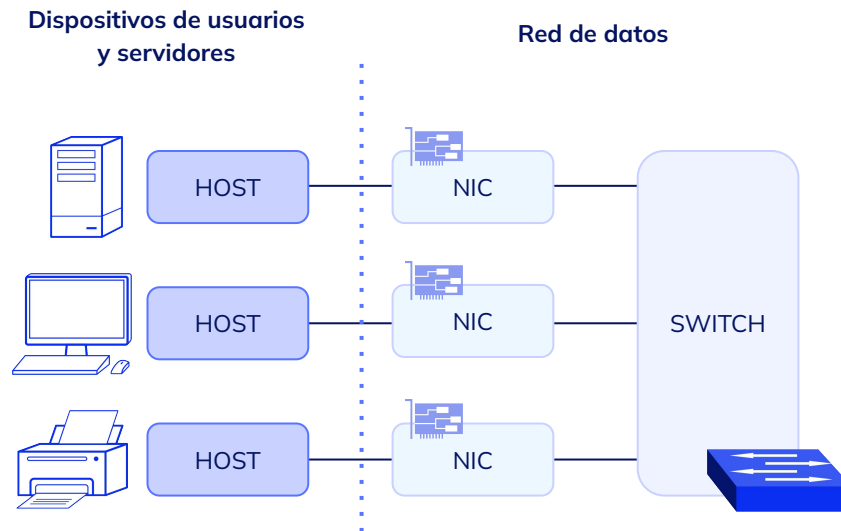 Dispositivos de usuarios
y servidores
Red de datos
HOST
NIC
HOST
NIC
SWITCH
HOST
NIC